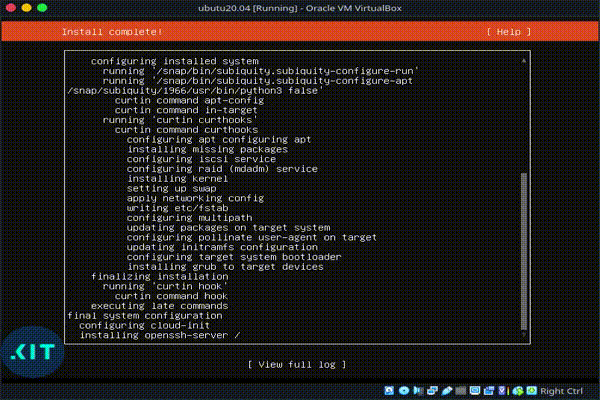 ubutu20.04 [Running] - Oracle VM VirtualBox
Install complete! [ Help ]
configuring installed system
running '/snap/bin/subiquity.subiquity-configure-run'
running '/snap/bin/subiquity.subiquity-configure-apt
/snap/subiquity/1966/usr/bin/python3 false'
curtin command apt-config
curtin command in-target
running 'curtin curthooks'
curtin command curthooks
configuring apt configuring apt
installing missing packages
configuring iscsi service
configuring raid (mdadm) service
installing kernel
setting up swap
apply networking config
writing etc/fstab
configuring multipath
updating packages on target system
configuring pollinate user-agent on target
updating initramfs configuration
configuring target system bootloader
installing grub to target devices
finalizing installation
running 'curtin hook'
curtin command hook
executing late commands
final system configuration
configuring cloud-init
installing openssh-server /
.KIT
[ View full log ]
Right Ctrl